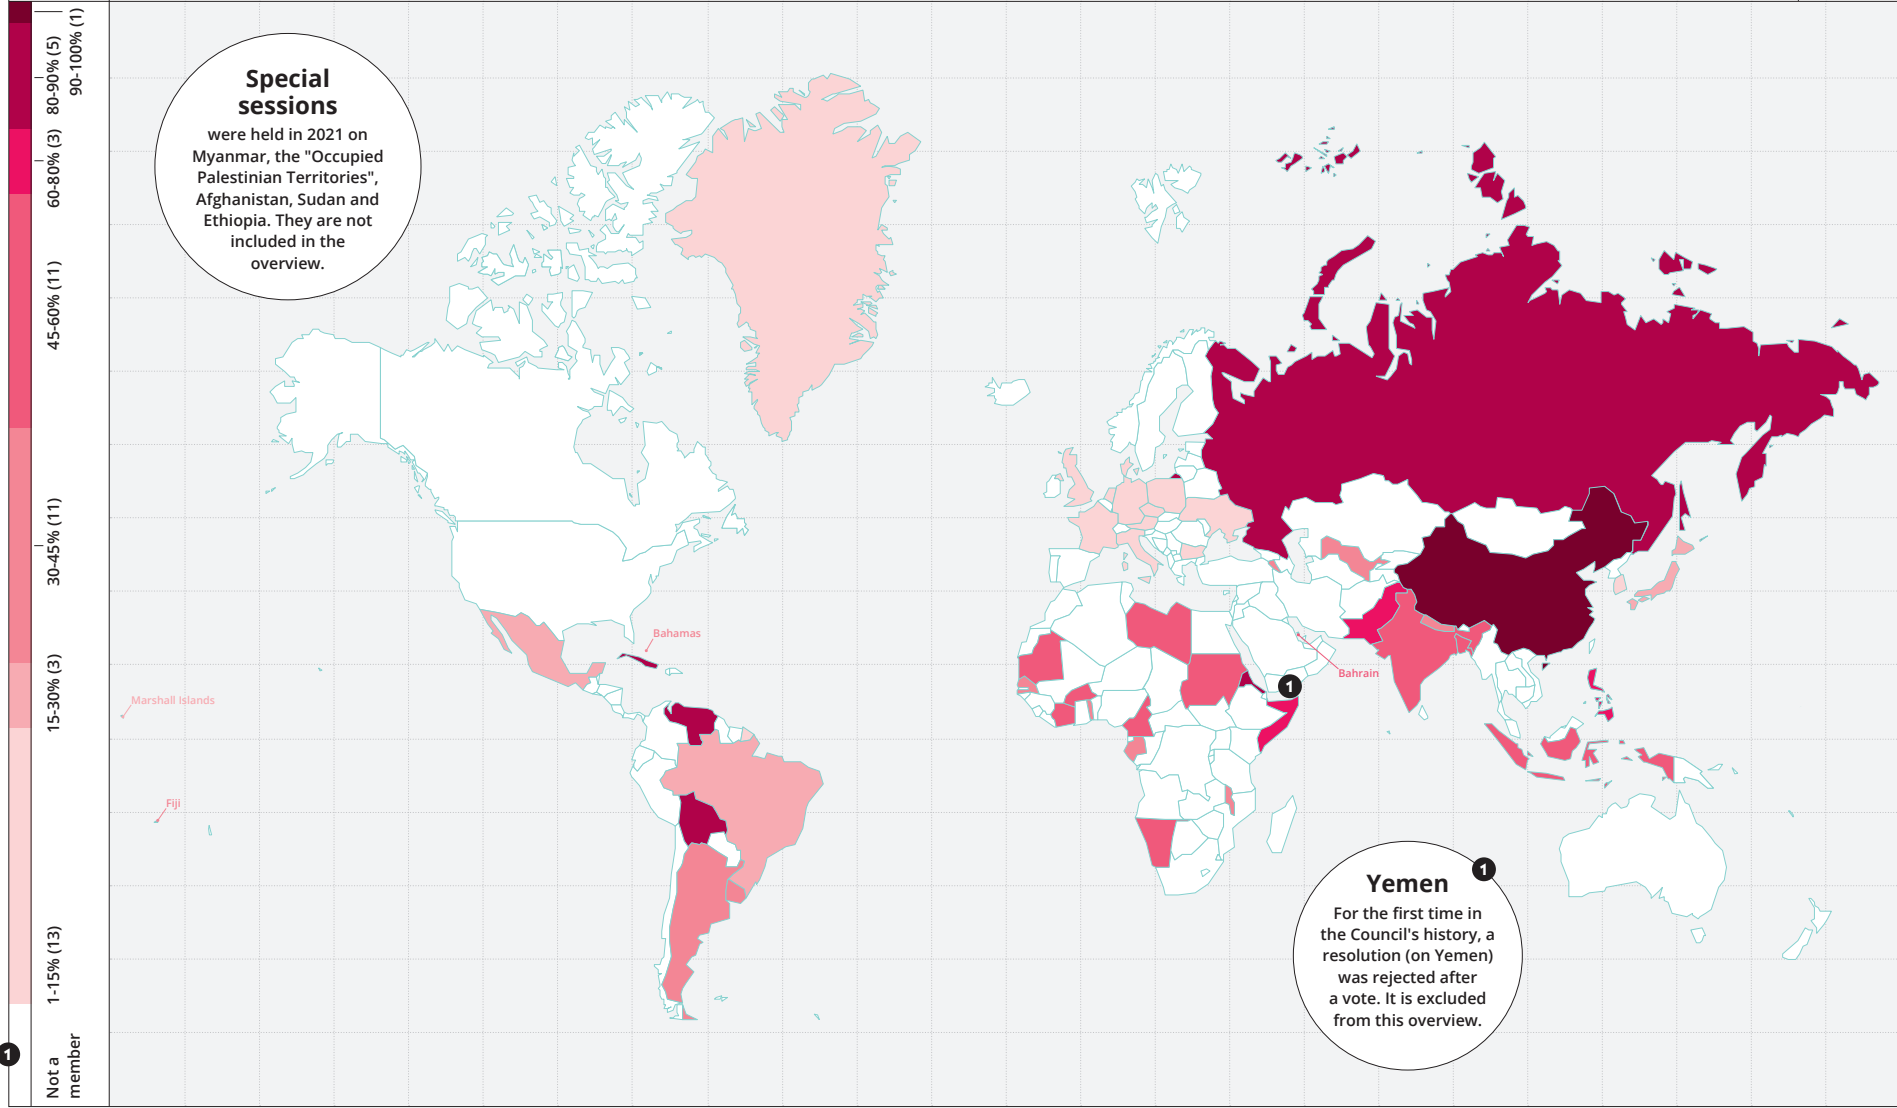 90-100% (1)
80-90% (5)
60-80% (3)
45-60% (11)
30-45% (11)
15-30% (3)
1-15% (13)
Not a
member
1
Special
sessions
were held in 2021 on
Myanmar, the "Occupied
Palestinian Territories",
Afghanistan, Sudan and
Ethiopia. They are not
included in the
overview.
Bahamas
Marshall Islands
Fiji
Bahrain
1
1
Yemen
For the first time in
the Council's history, a
resolution (on Yemen)
was rejected after
a vote. It is excluded
from this overview.